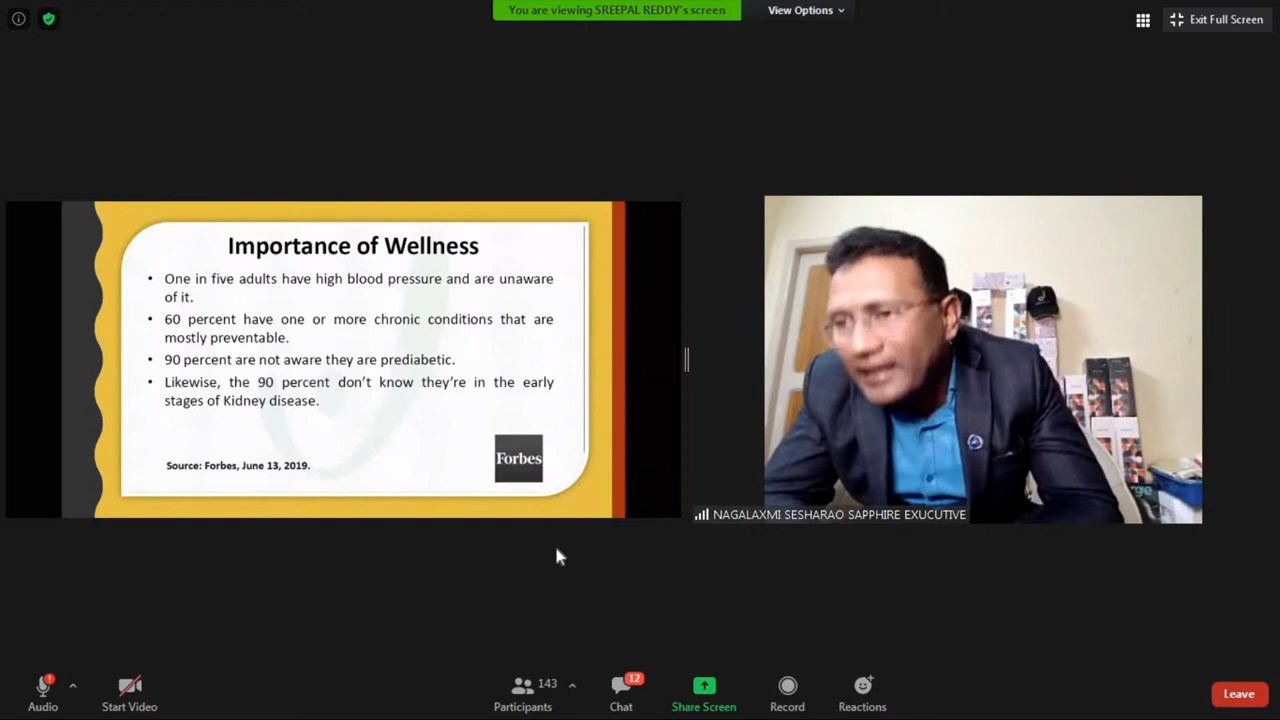 You are viewing SREEPAL REDDY's screen
View Options
Exit Full Screen
Importance of Wellness
• One in five adults have high blood pressure and are unaware
of it.
• 60 percent have one or more chronic conditions that are
mostly preventable.
• 90 percent are not aware they are prediabetic.
• Likewise, the 90 percent don't know they're in the early
stages of Kidney disease.
Source: Forbes, June 13, 2019.
Forbes
NAGALAXMI SESHARAO SAPPHIRE EXUCUTIVE
Audio
Start Video
143
Participants
12
Chat
Share Screen
Record
Reactions
Leave